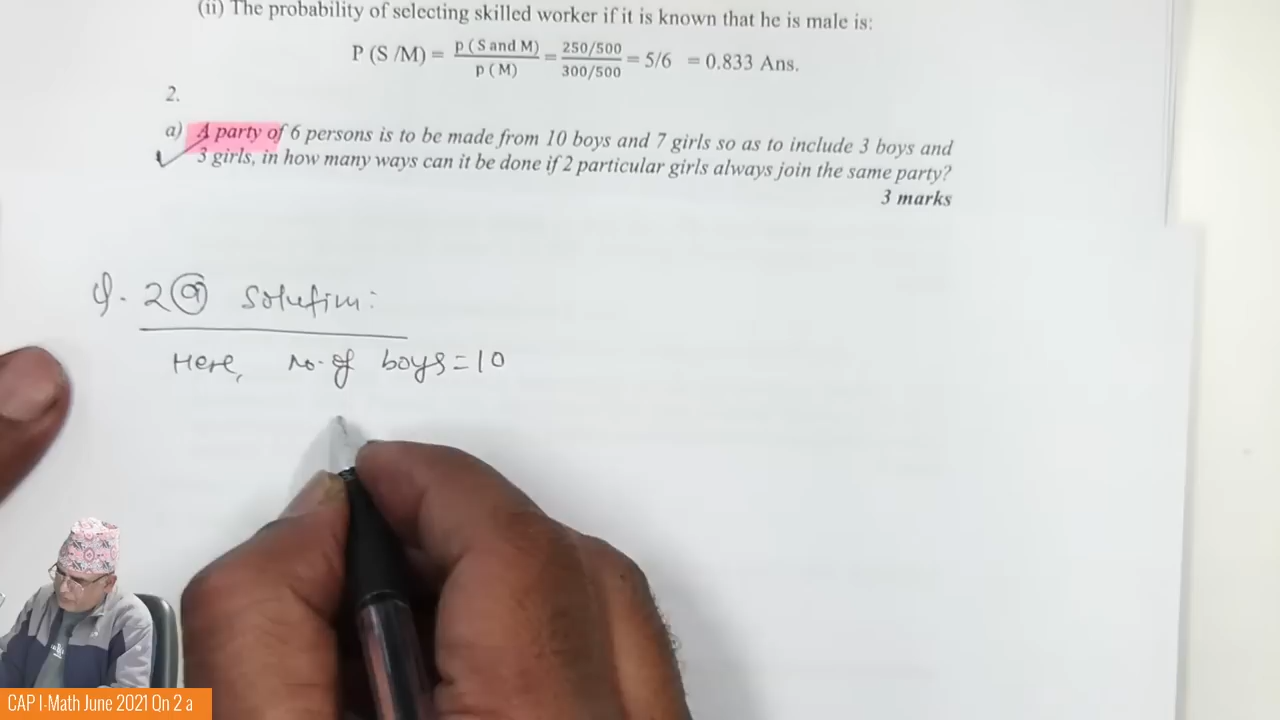 (ii) The probability of selecting skilled worker if it is known that he is male is:
P (S /M) = p ( S and M) / p ( M) = 250/500 / 300/500 = 5/6 = 0.833 Ans.
2.
a) A party of 6 persons is to be made from 10 boys and 7 girls so as to include 3 boys and
3 girls, in how many ways can it be done if 2 particular girls always join the same party?
3 marks
Q. 2 a Solution:
Here, No. of boys = 10
CAP I-Math June 2021 Qn 2 a